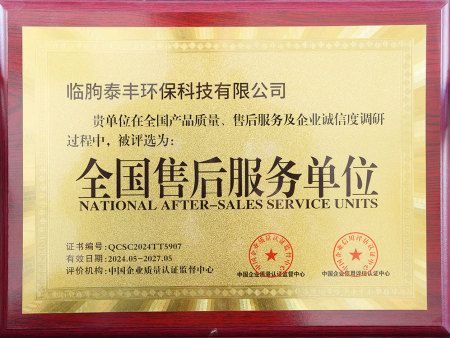 临朐泰丰环保科技有限公司
贵单位在全国产品质量、售后服务及企业诚信度调研
过程中，被评选为：
全国售后服务单位
NATIONAL AFTER-SALES SERVICE UNITS
证书编号：QCSC2024TT5907
有效日期：2024.05-2027.05
评价机构：中国企业质量认证监督中心
中国企业质量认证监督中心
中国企业信用评估认证中心